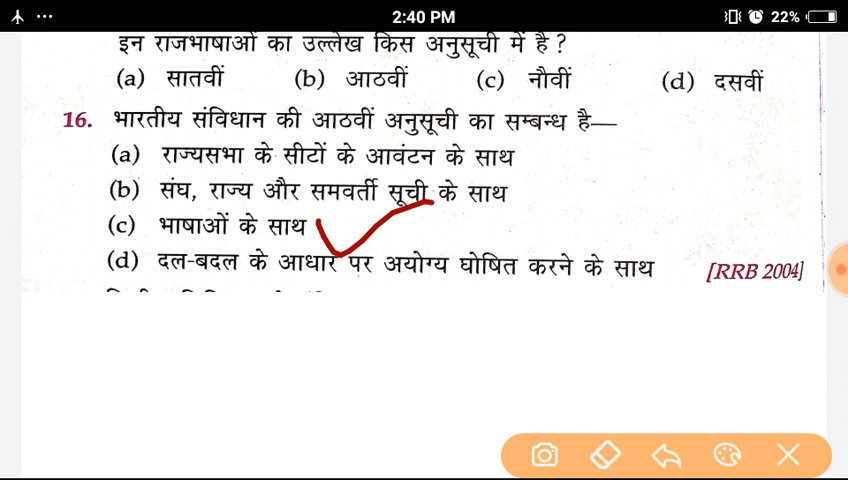 2:40 PM
22%
इन राजभाषाओं का उल्लेख किस अनुसूची में है ?
(a) सातवीं (b) आठवीं (c) नौवीं (d) दसवीं
16. भारतीय संविधान की आठवीं अनुसूची का सम्बन्ध है—
(a) राज्यसभा के सीटों के आवंटन के साथ
(b) संघ, राज्य और समवर्ती सूची के साथ
(c) भाषाओं के साथ
(d) दल-बदल के आधार पर अयोग्य घोषित करने के साथ [RRB 2004]